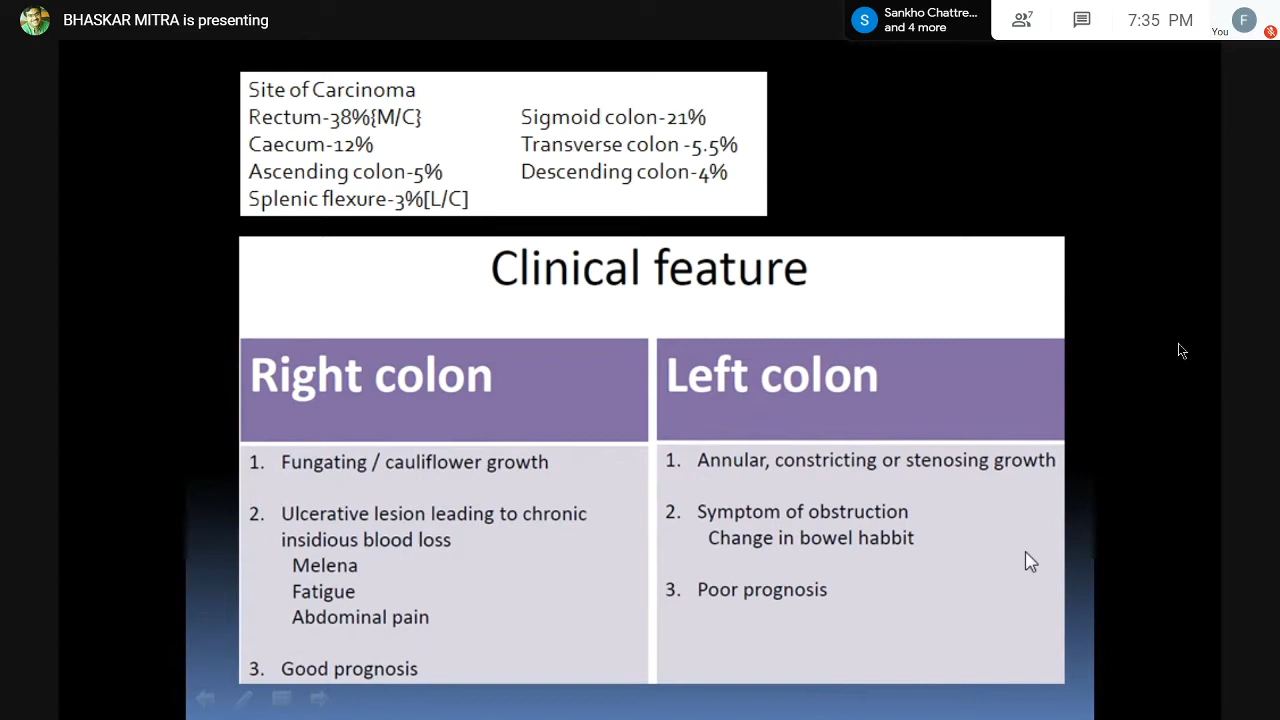 BHASKAR MITRA is presenting
S
Sankho Chattre...
and 4 more
7
7:35 PM
You
F
Site of Carcinoma
Rectum-38%{M/C}
Sigmoid colon-21%
Caecum-12%
Transverse colon -5.5%
Ascending colon-5%
Descending colon-4%
Splenic flexure-3%[L/C]
Clinical feature
Right colon
1. Fungating / cauliflower growth
2. Ulcerative lesion leading to chronic
insidious blood loss
Melena
Fatigue
Abdominal pain
3. Good prognosis
Left colon
1. Annular, constricting or stenosing growth
2. Symptom of obstruction
Change in bowel habbit
3. Poor prognosis